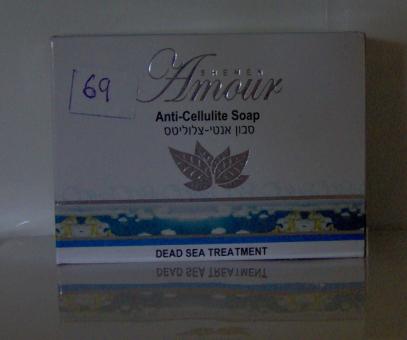 69
SHEMEN
Amour
Anti-Cellulite Soap
סבון אנטי-צלוליטס
DEAD SEA TREATMENT